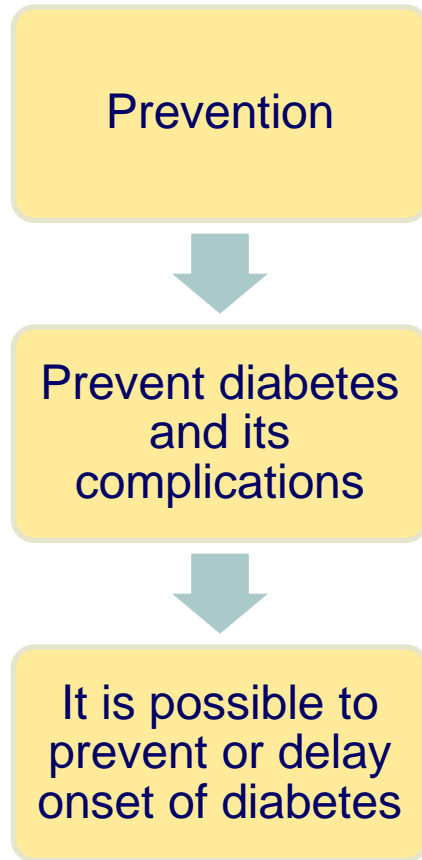 Prevention
Prevent diabetes
and its
complications
It is possible to
prevent or delay
onset of diabetes